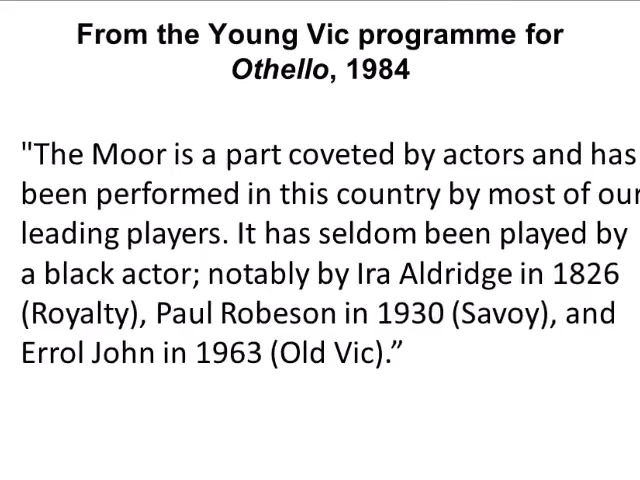 From the Young Vic programme for
Othello, 1984
"The Moor is a part coveted by actors and has
been performed in this country by most of our
leading players. It has seldom been played by
a black actor; notably by Ira Aldridge in 1826
(Royalty), Paul Robeson in 1930 (Savoy), and
Errol John in 1963 (Old Vic).”